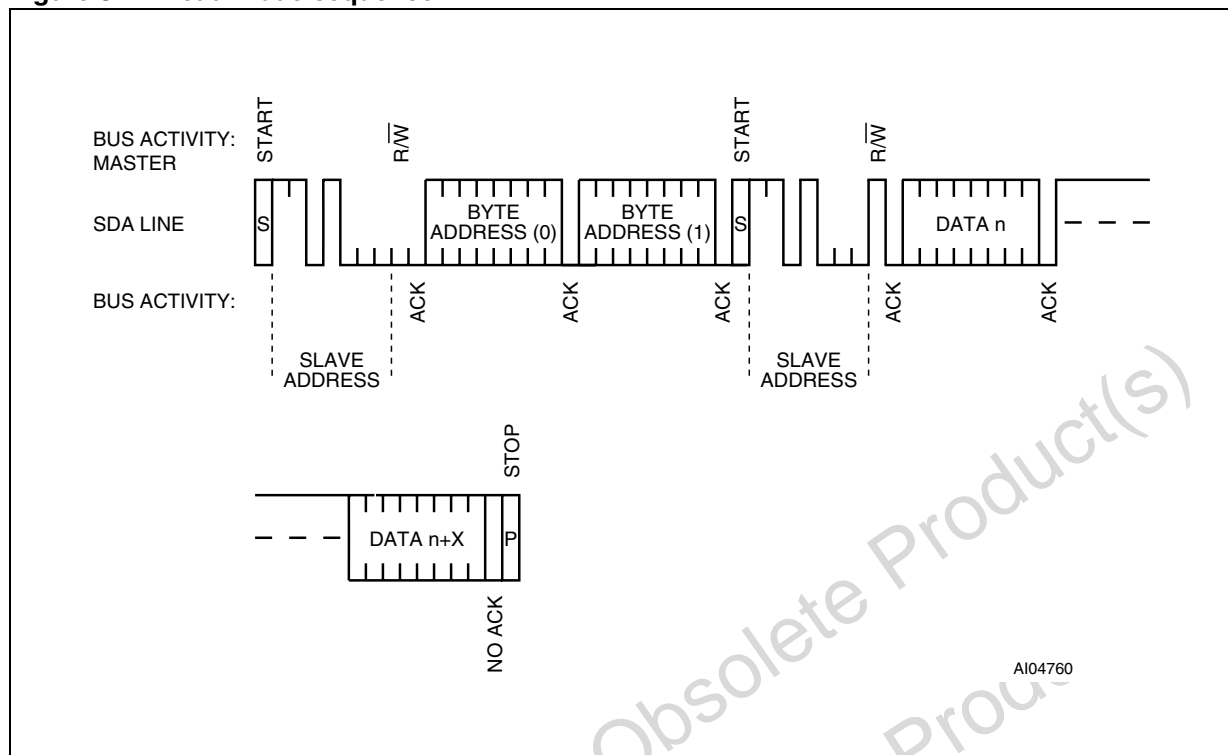 BUS ACTIVITY:
MASTER
START
R/W
START
R/W
SDA LINE
S
BYTE
ADDRESS (0)
BYTE
ADDRESS (1)
S
DATA n
BUS ACTIVITY:
ACK
ACK
ACK
ACK
ACK
SLAVE
ADDRESS
SLAVE
ADDRESS
STOP
DATA n+X
P
NO ACK
AI04760
Obsolete Product(s)